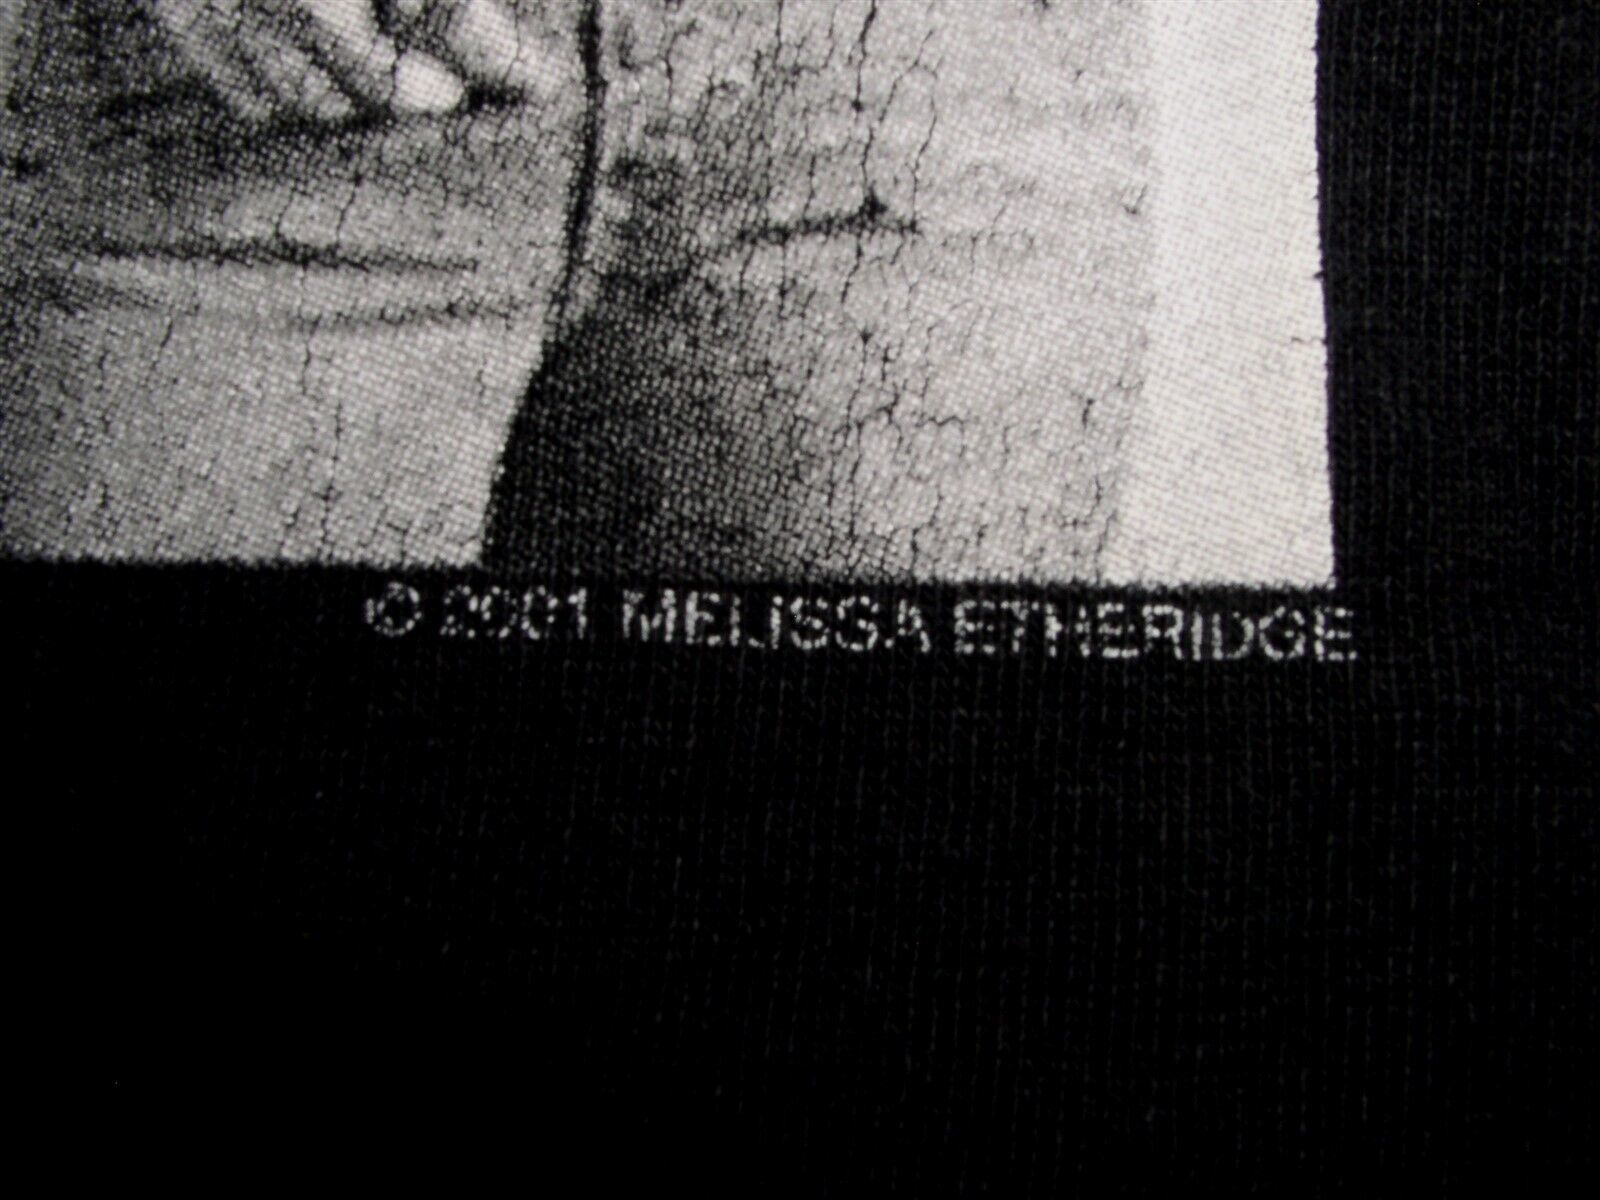 © 2001 MELISSA ETHERIDGE